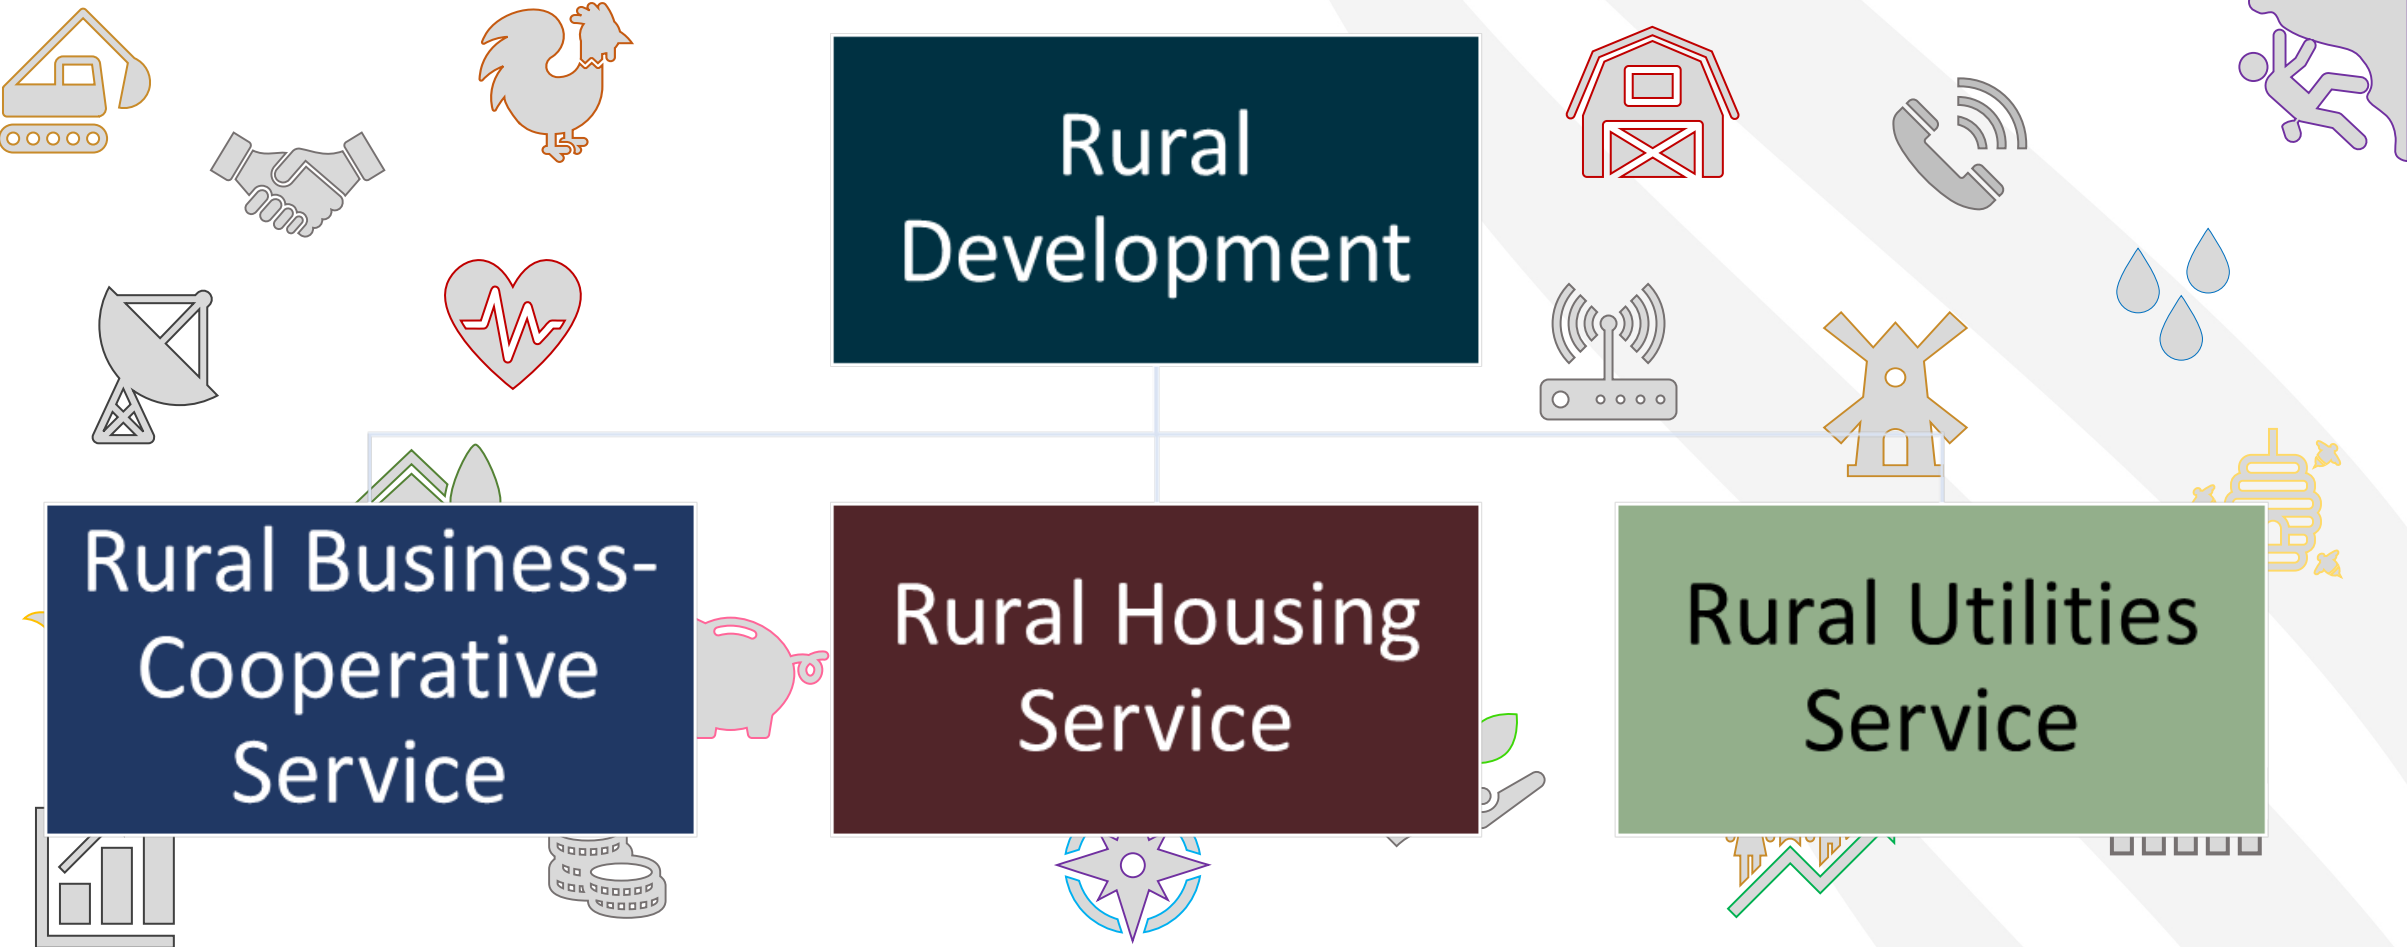 Rural
Development
Rural Business-
Cooperative
Service
Rural Housing
Service
Rural Utilities
Service